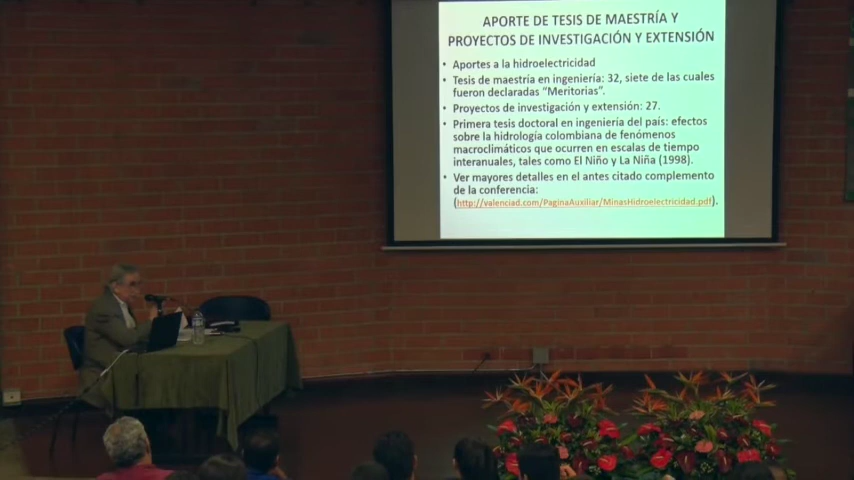 APORTE DE TESIS DE MAESTRÍA Y
PROYECTOS DE INVESTIGACIÓN Y EXTENSIÓN
• Aportes a la hidroelectricidad
• Tesis de maestría en ingeniería: 32, siete de las cuales
fueron declaradas “Meritorias”.
• Proyectos de investigación y extensión: 27.
• Primera tesis doctoral en ingeniería del país: efectos
sobre la hidrología colombiana de fenómenos
macroclimáticos que ocurren en escalas de tiempo
interanuales, tales como El Niño y La Niña (1998).
• Ver mayores detalles en el antes citado complemento
de la conferencia:
(http://valenciad.com/PaginaAuxiliar/MinasHidroelectricidad.pdf).